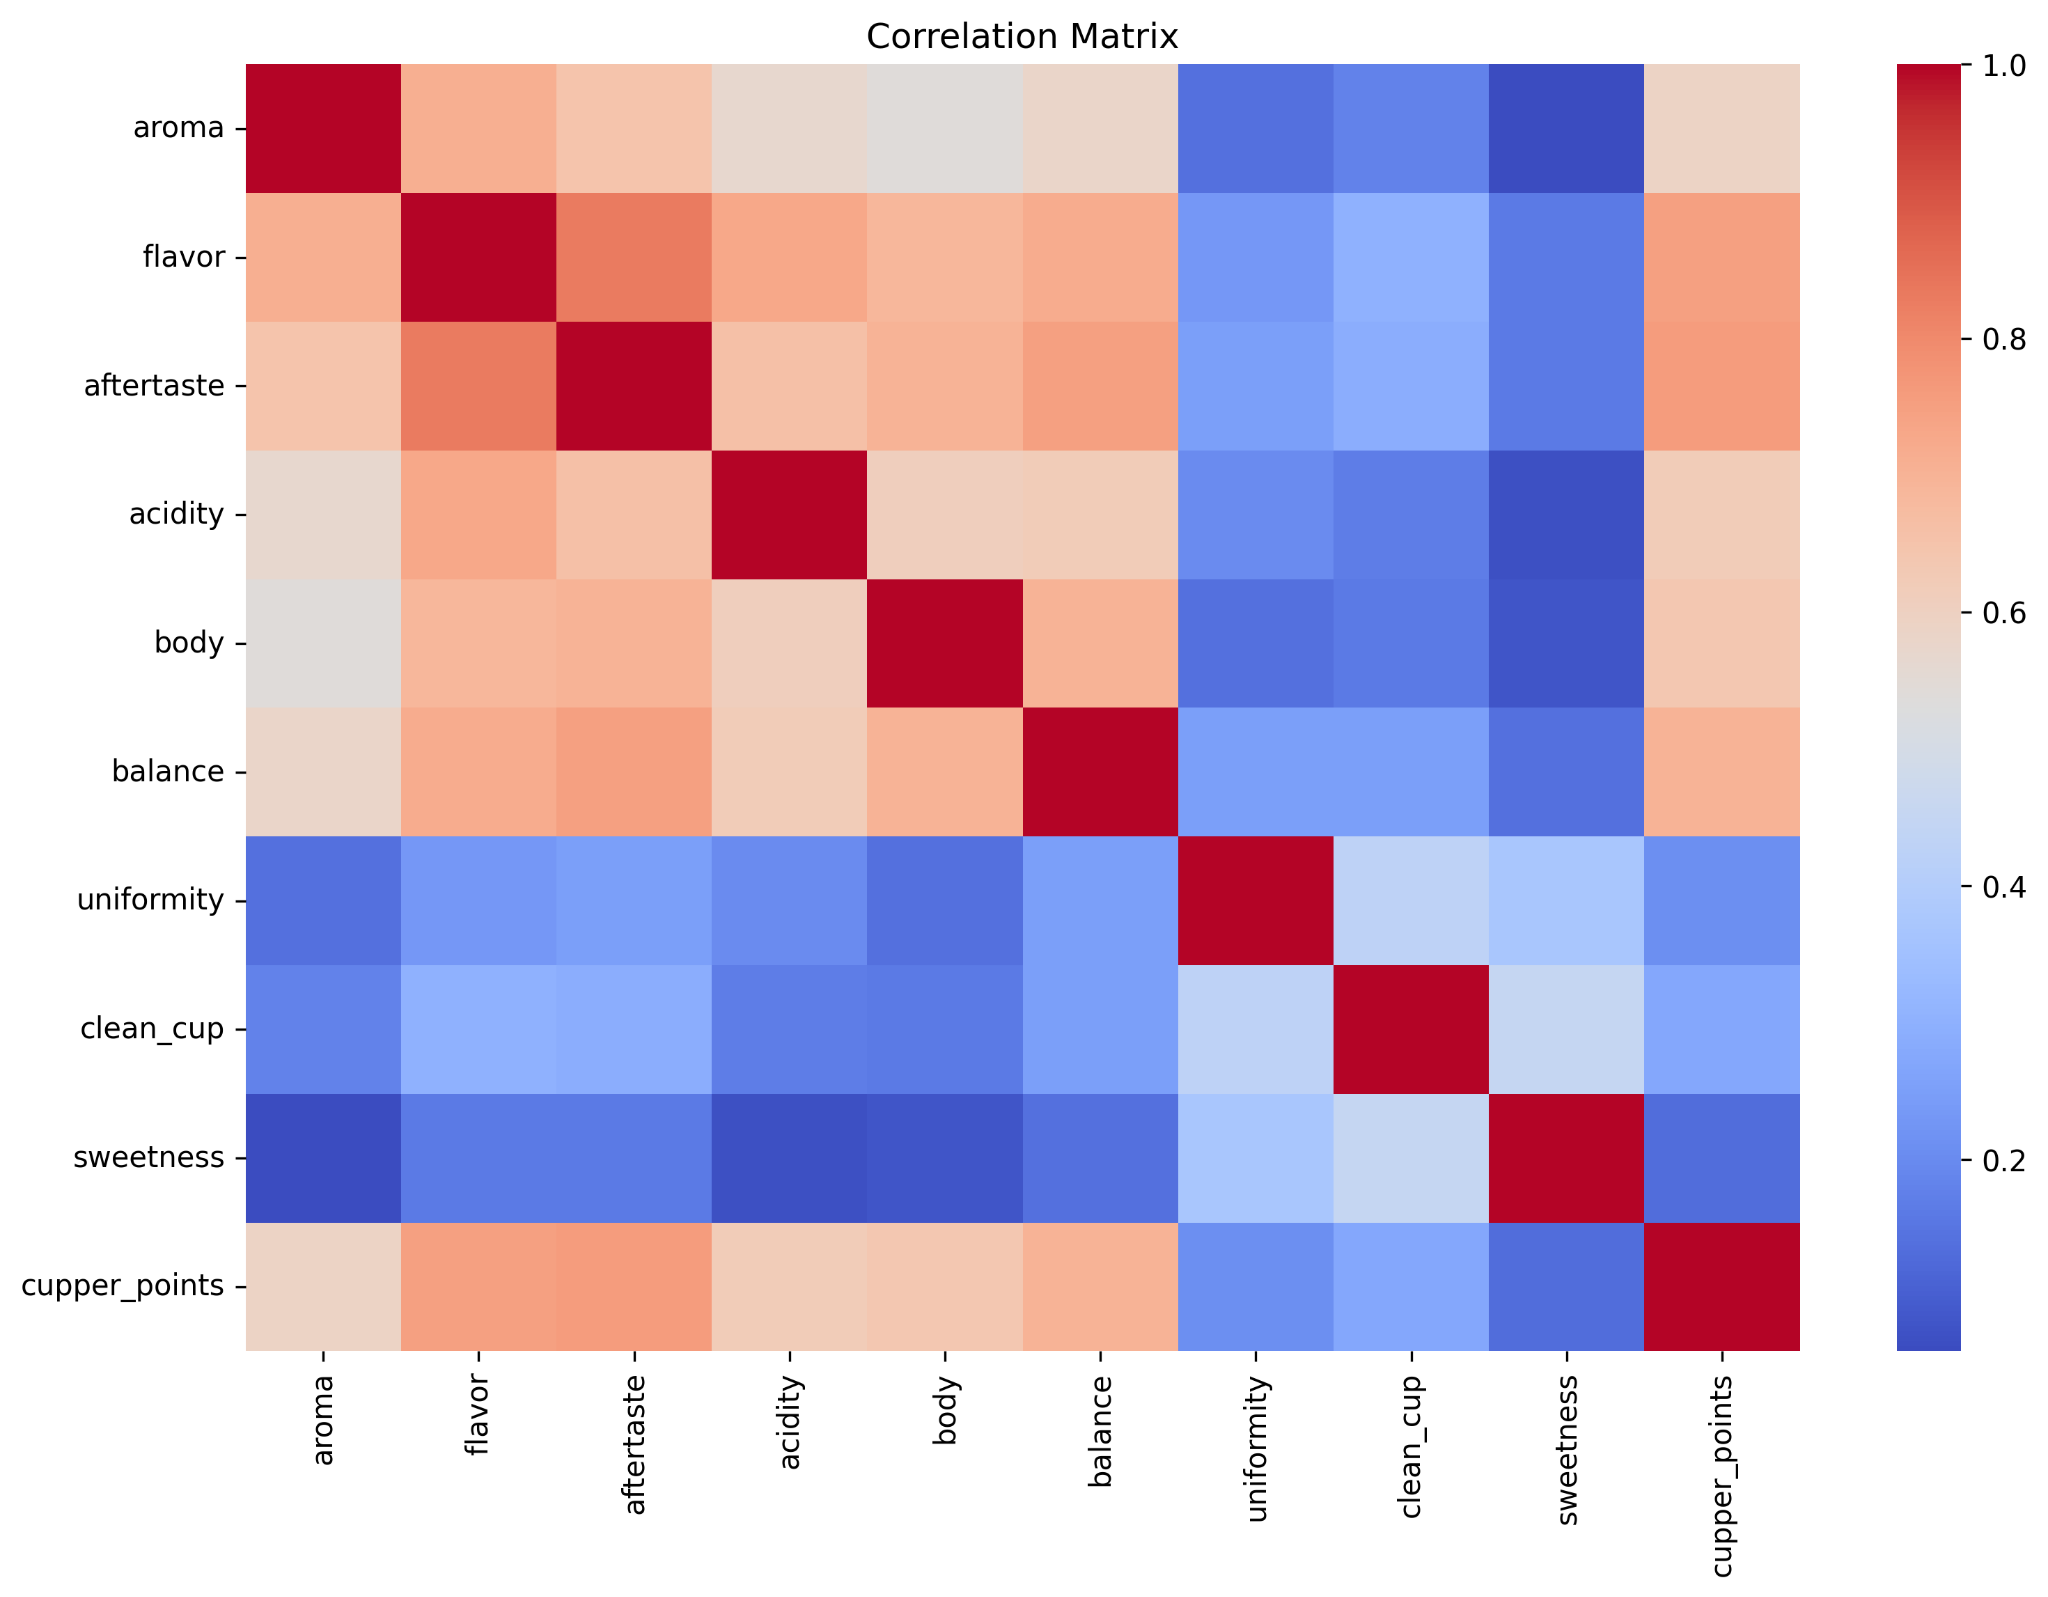 Correlation Matrix
aroma
flavor
aftertaste
acidity
body
balance
uniformity
clean_cup
sweetness
cupper_points
aroma
flavor
aftertaste
acidity
body
balance
uniformity
clean_cup
sweetness
cupper_points
1.0
0.8
0.6
0.4
0.2